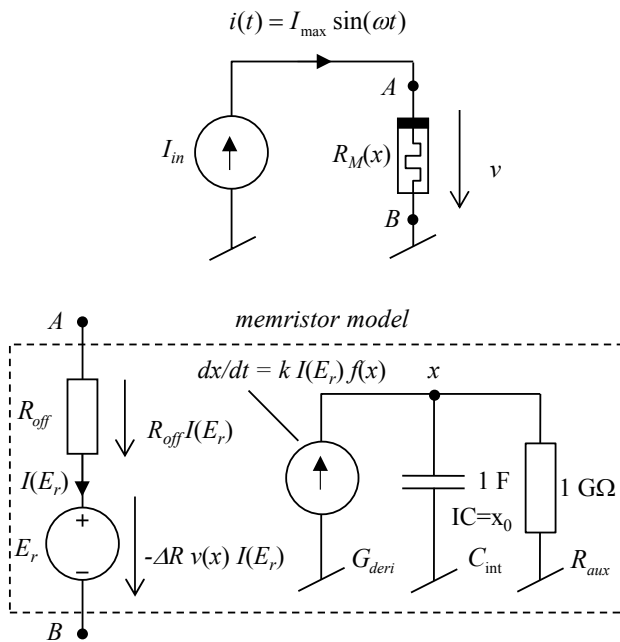 i(t) = I_max sin(ωt)
A
I_in
R_M(x)
v
B
A
memristor model
dx/dt = k I(E_r) f(x)
x
R_off
R_off I(E_r)
I(E_r)
1 F
1 GΩ
IC=x_0
+
E_r
-ΔR v(x) I(E_r)
−
G_deri
C_int
R_aux
B